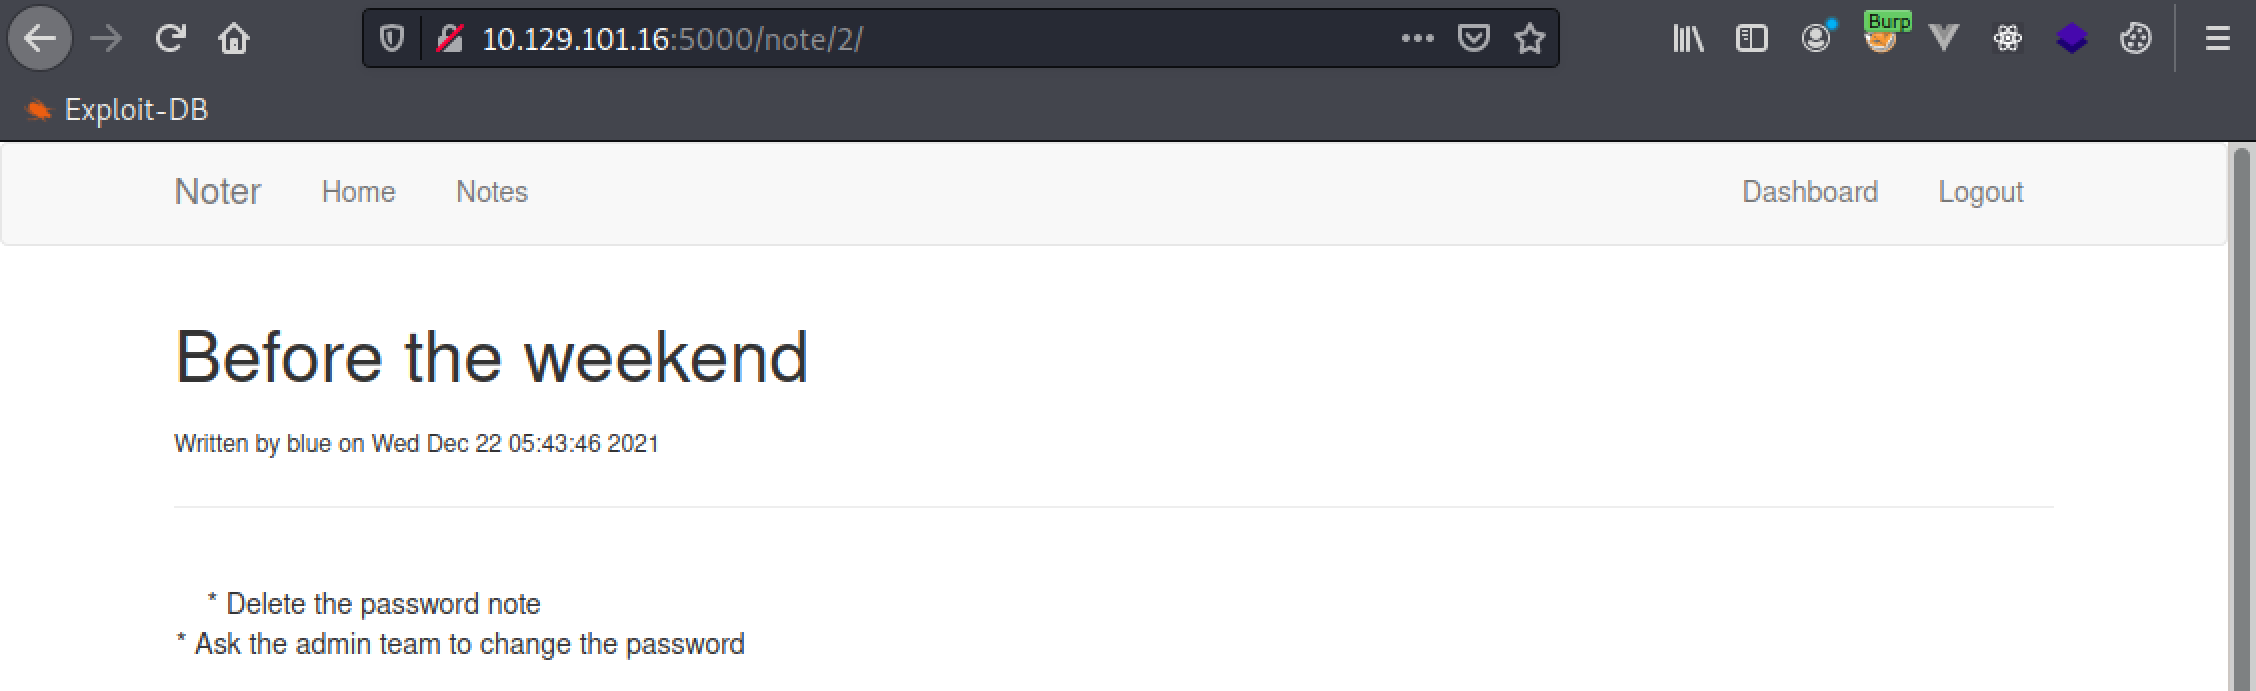 10.129.101.16:5000/note/2/
Burp
Exploit-DB
Noter Home Notes Dashboard Logout
Before the weekend
Written by blue on Wed Dec 22 05:43:46 2021
* Delete the password note
* Ask the admin team to change the password